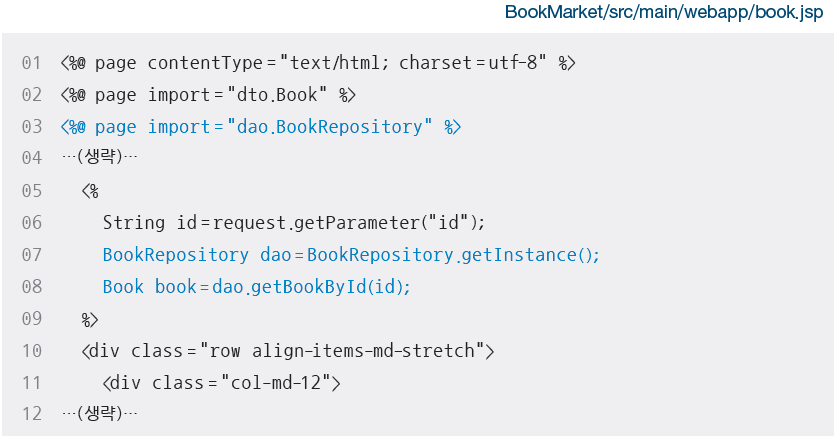 BookMarket/src/main/webapp/book.jsp
01 <%@ page contentType="text/html; charset=utf-8" %>
02 <%@ page import="dto.Book" %>
03 <%@ page import="dao.BookRepository" %>
04 …(생략)…
05 <%
06 String id=request.getParameter("id");
07 BookRepository dao=BookRepository.getInstance();
08 Book book=dao.getBookById(id);
09 %>
10 <div class="row align-items-md-stretch">
11 <div class="col-md-12">
12 …(생략)…